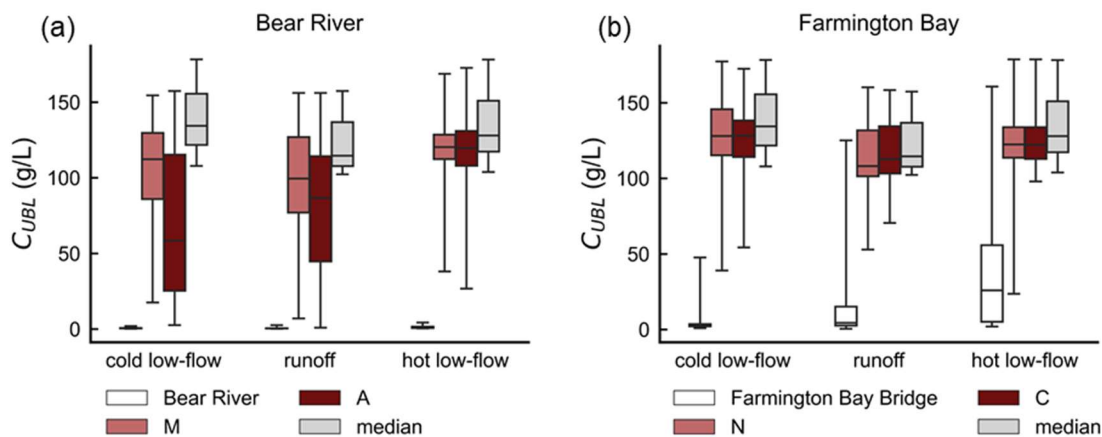 (a) Bear River
C_UBL (g/L)
150
100
50
0
cold low-flow runoff hot low-flow
Bear River A
M median
(b) Farmington Bay
C_UBL (g/L)
150
100
50
0
cold low-flow runoff hot low-flow
Farmington Bay Bridge C
N median